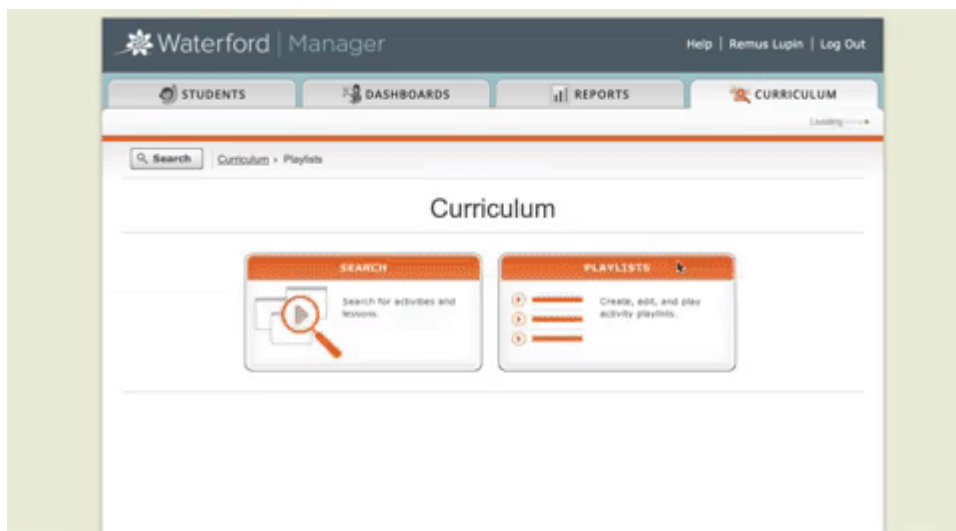 Waterford | Manager
Help | Remus Lupin | Log Out
STUDENTS
DASHBOARDS
REPORTS
CURRICULUM
Loading
Search
Curriculum › Playlists
Curriculum
SEARCH
Search for activities and
lessons.
PLAYLISTS
Create, edit, and play
activity playlists.